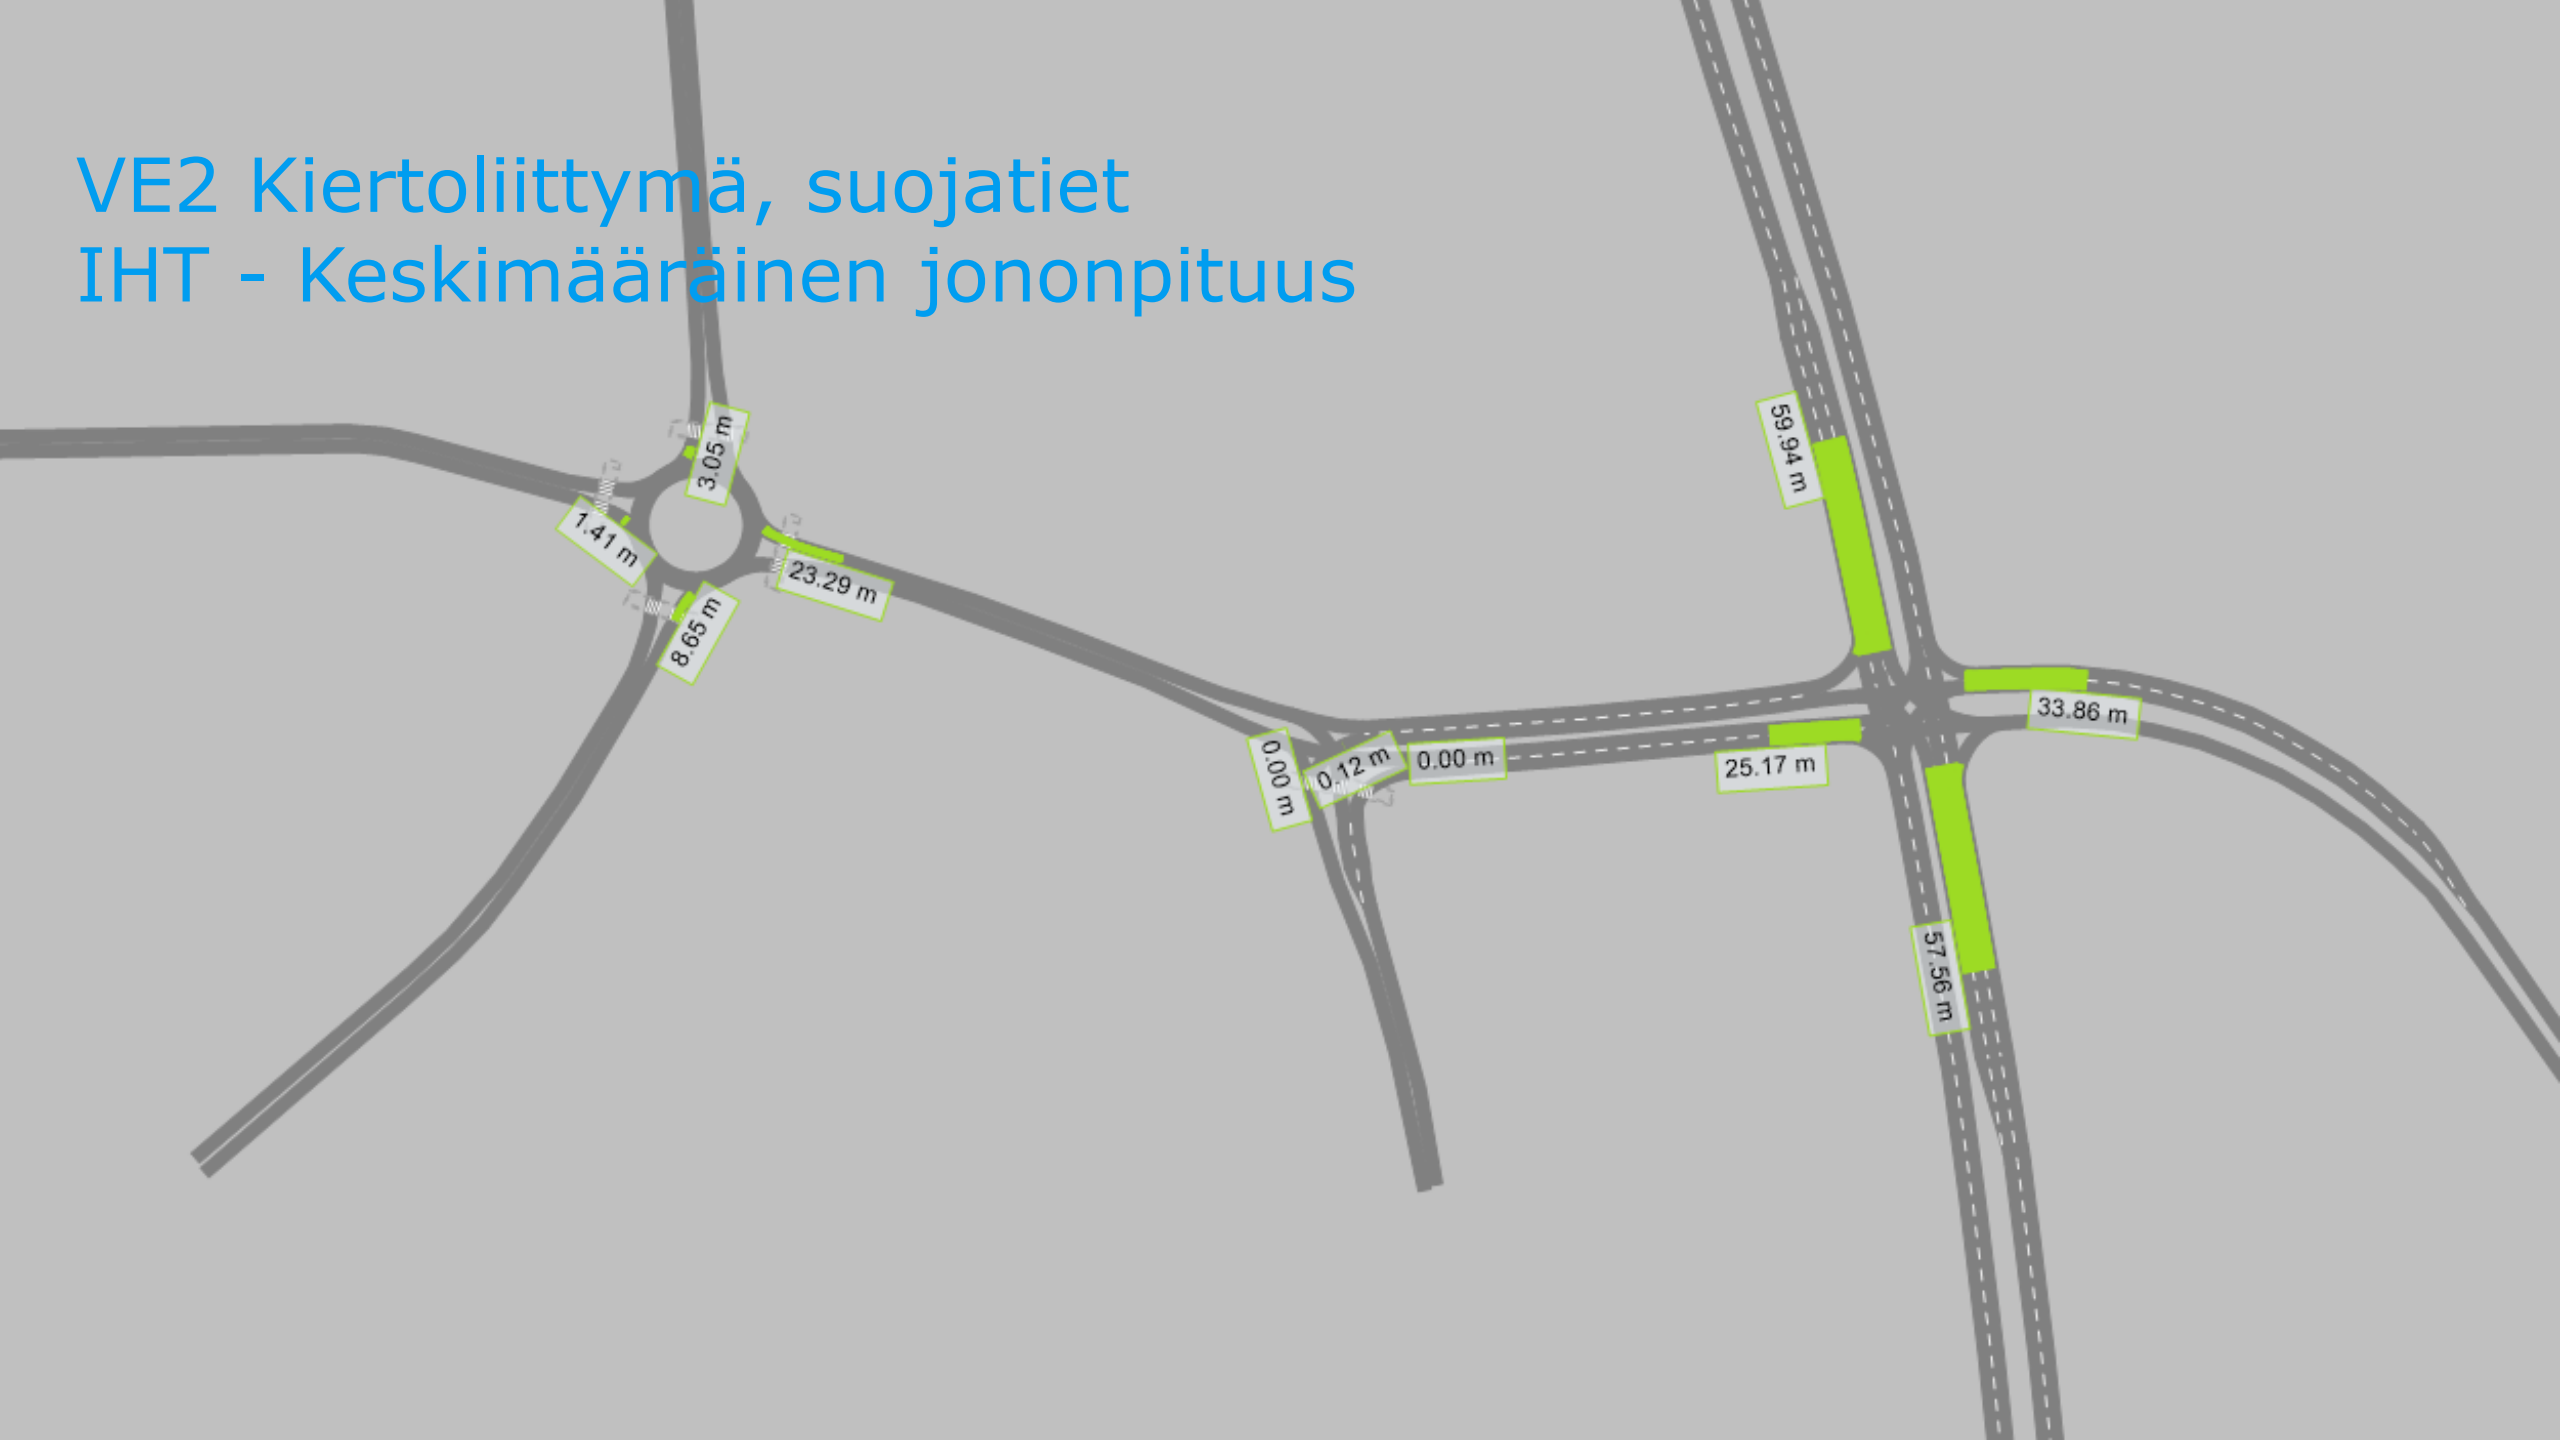 VE2 Kiertoliittymä, suojatiet
IHT - Keskimääräinen jononpituus
59.94 m
3.05 m
1.41 m
23.29 m
8.65 m
33.86 m
0.00 m
0.12 m
0.00 m
25.17 m
57.56 m